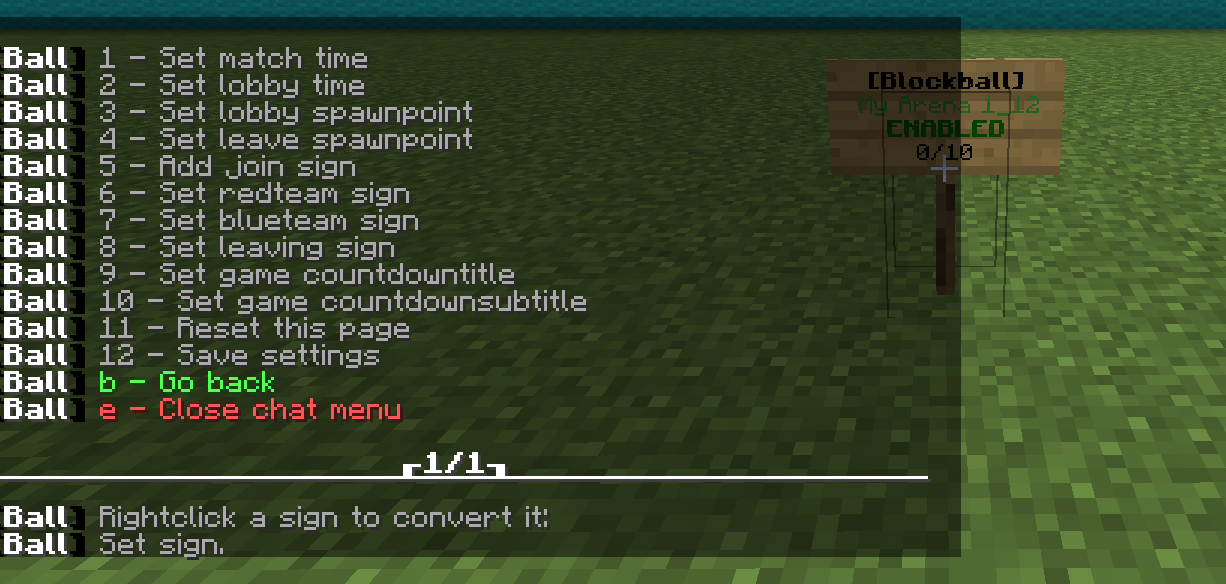 Ball] 1 - Set match time
Ball] 2 - Set lobby time
Ball] 3 - Set lobby spawnpoint
Ball] 4 - Set leave spawnpoint
Ball] 5 - Add join sign
Ball] 6 - Set redteam sign
Ball] 7 - Set blueteam sign
Ball] 8 - Set leaving sign
Ball] 9 - Set game countdowntitle
Ball] 10 - Set game countdownsubtitle
Ball] 11 - Reset this page
Ball] 12 - Save settings
Ball] b - Go back
Ball] e - Close chat menu
┌1/1┐
Ball] Rightclick a sign to convert it:
Ball] Set sign.
[Blockball]
My Arena 1_12
ENABLED
0/10